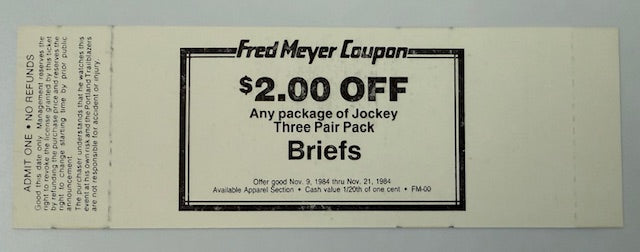 ADMIT ONE • NO REFUNDS
Good this date only. Management reserves the
right to revoke the license granted by this ticket
by refunding the purchase price and reserves the
right to change starting time by prior public
announcement.
The purchaser understands that he watches this
event at his own risk and the Portland Trailblazers
are not responsible for accident or injury.
Fred Meyer Coupon
$2.00 OFF
Any package of Jockey
Three Pair Pack
Briefs
Offer good Nov. 9, 1984 thru Nov. 21, 1984
Available Apparel Section • Cash value 1/20th of one cent • FM-00